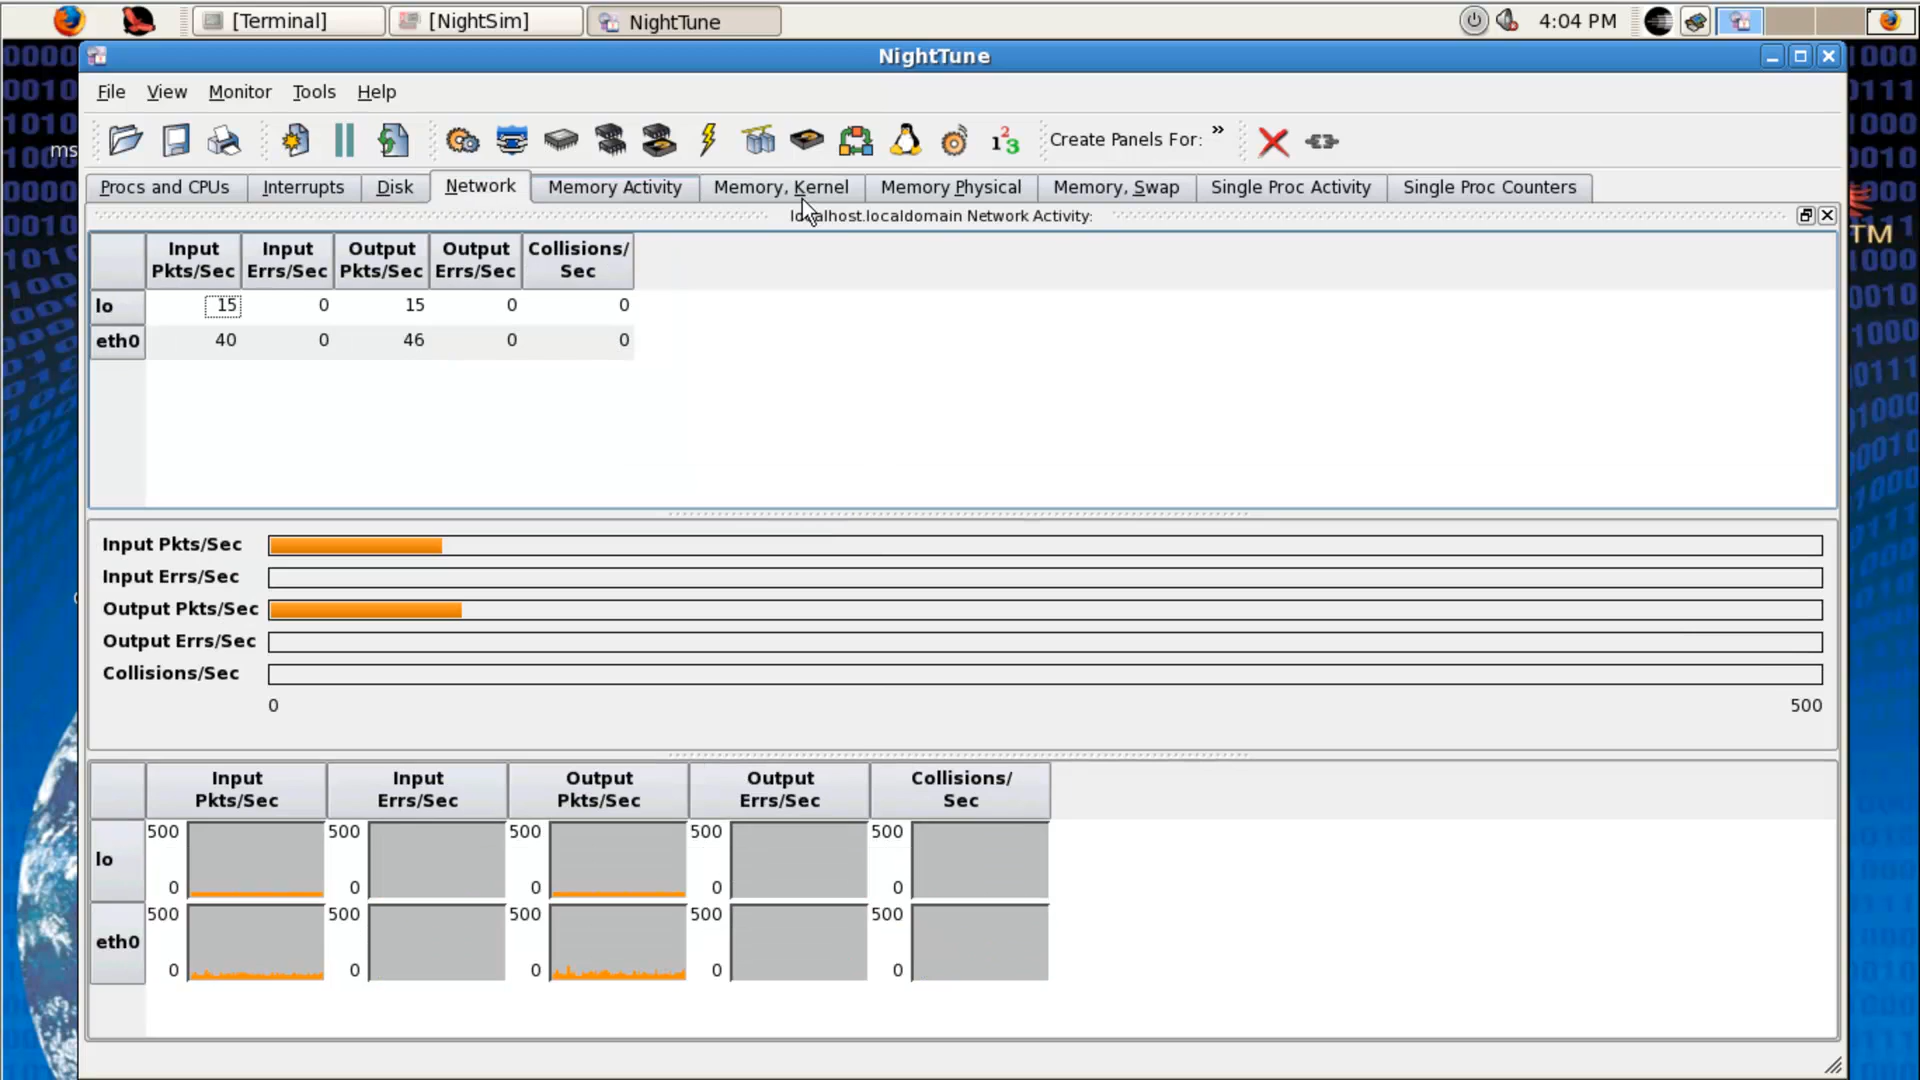 [Terminal] [NightSim] NightTune 4:04 PM
NightTune
File View Monitor Tools Help
Create Panels For: »
Procs and CPUs Interrupts Disk Network Memory Activity Memory, Kernel Memory Physical Memory, Swap Single Proc Activity Single Proc Counters
localhost.localdomain Network Activity:
Input Pkts/Sec Input Errs/Sec Output Pkts/Sec Output Errs/Sec Collisions/ Sec
lo 15 0 15 0 0
eth0 40 0 46 0 0
Input Pkts/Sec
Input Errs/Sec
Output Pkts/Sec
Output Errs/Sec
Collisions/Sec
0 500
Input Pkts/Sec Input Errs/Sec Output Pkts/Sec Output Errs/Sec Collisions/ Sec
500 500 500 500 500
lo
0 0 0 0 0
500 500 500 500 500
eth0
0 0 0 0 0
ms
TM